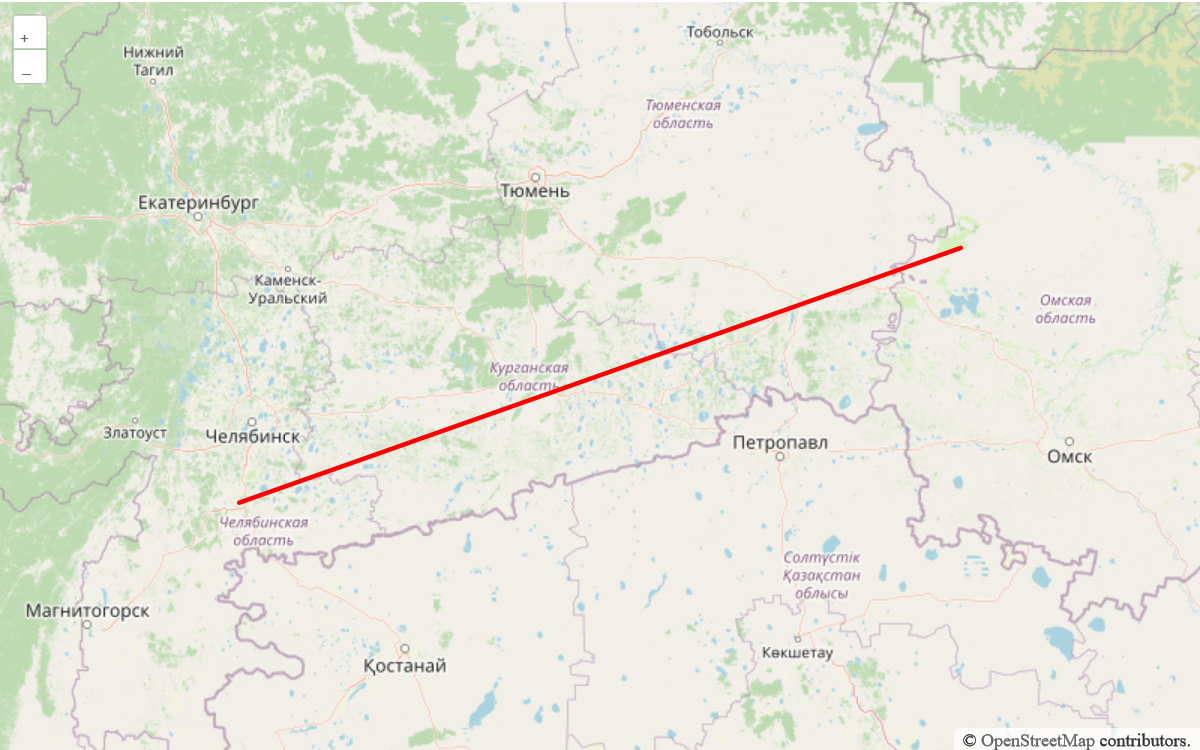 +
–
Тобольск
Нижний
Тагил
Тюменская
область
Тюмень
Екатеринбург
Каменск-
Уральский
Омская
область
Курганская
область
Златоуст
Челябинск
Петропавл
Омск
Челябинская
область
Солтүстік
Қазақстан
облысы
Магнитогорск
Қостанай
Көкшетау
© OpenStreetMap contributors.